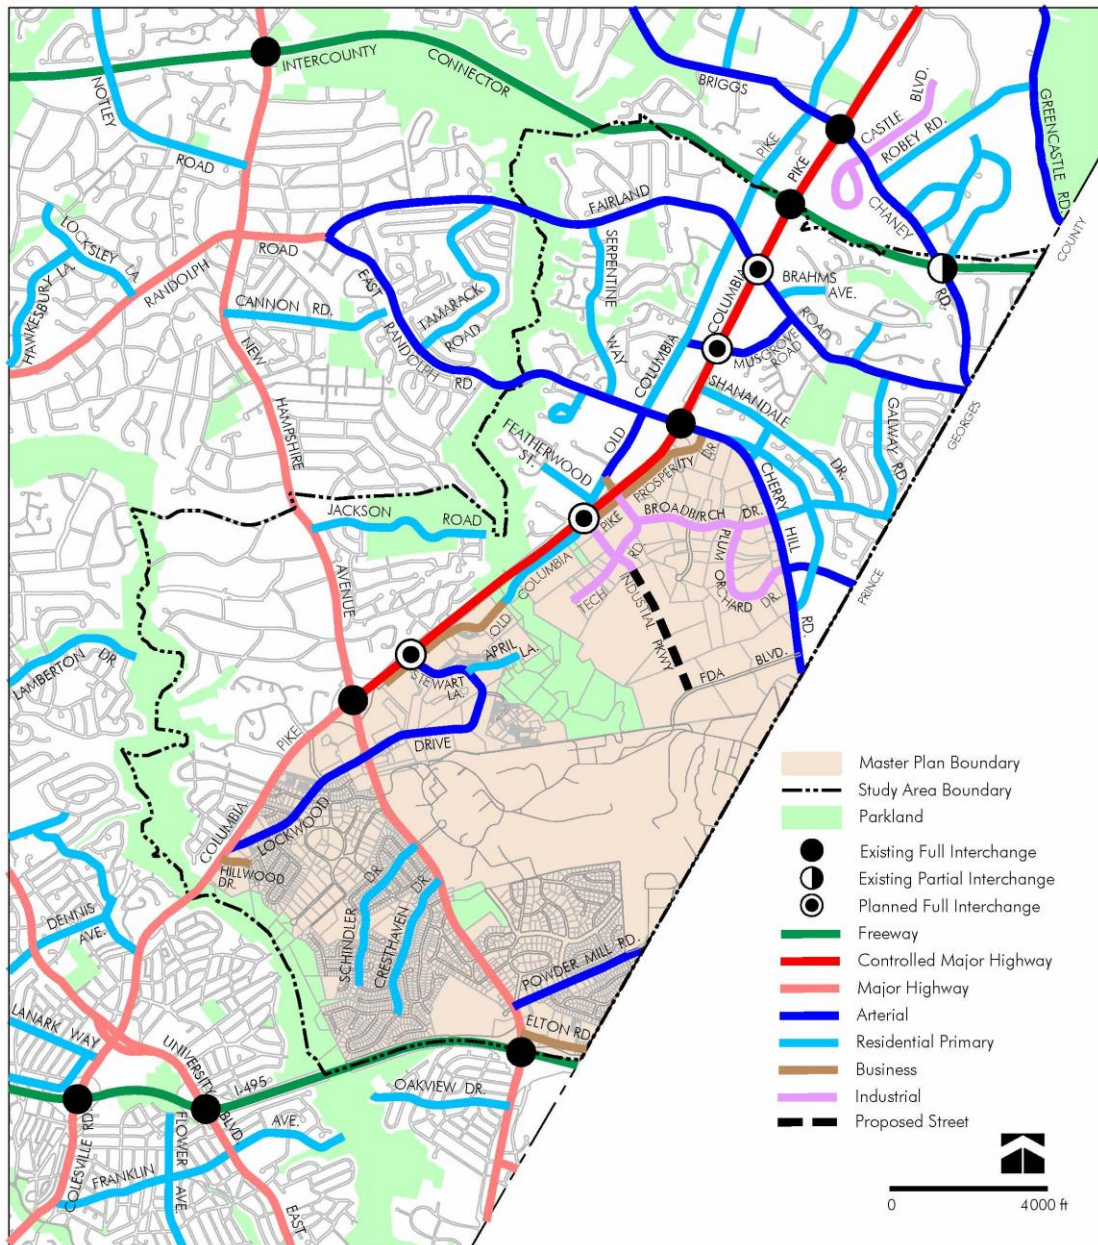 INTERCOUNTY
CONNECTOR
NOTLEY
ROAD
BRIGGS
CHANEY
RD.
CASTLE
BLVD.
ROBEY RD.
GREENCASTLE RD.
COUNTY
PIKE
PIKE
FAIRLAND
ROAD
LOCKSLEY LA.
HAWKESBURY LA.
RANDOLPH
ROAD
EAST
RANDOLPH RD.
TAMARACK
ROAD
CANNON RD.
SERPENTINE
WAY
COLUMBIA
COLUMBIA
BRAHMS
AVE.
MUSGROVE
ROAD
NEW
HAMPSHIRE
AVENUE
SHANANDALE
DR.
GALWAY RD.
GEORGES
PRINCE
FEATHERWOOD
ST.
OLD
PROSPERITY
DR.
CHERRY
HILL
RD.
BROADBIRCH DR.
PLUM
ORCHARD
DR.
JACKSON
ROAD
PIKE
COLUMBIA
OLD
TECH
RD.
INDUSTIAL PKWY
FDA
BLVD.
APRIL
LA.
STEWART
LA.
LAMBERTON DR
PIKE
COLUMBIA
DRIVE
LOCKWOOD
HILLWOOD
DR.
SCHINDLER
DR.
CRESTHAVEN
DR.
POWDER MILL RD.
ELTON RD.
DENNIS
AVE.
LANARK WAY
UNIVERSITY
BLVD.
EAST
I-495
OAKVIEW DR.
COLESVILLE RD.
FRANKLIN
AVE.
FLOWER
AVE.
Master Plan Boundary
Study Area Boundary
Parkland
Existing Full Interchange
Existing Partial Interchange
Planned Full Interchange
Freeway
Controlled Major Highway
Major Highway
Arterial
Residential Primary
Business
Industrial
Proposed Street
0
4000 ft